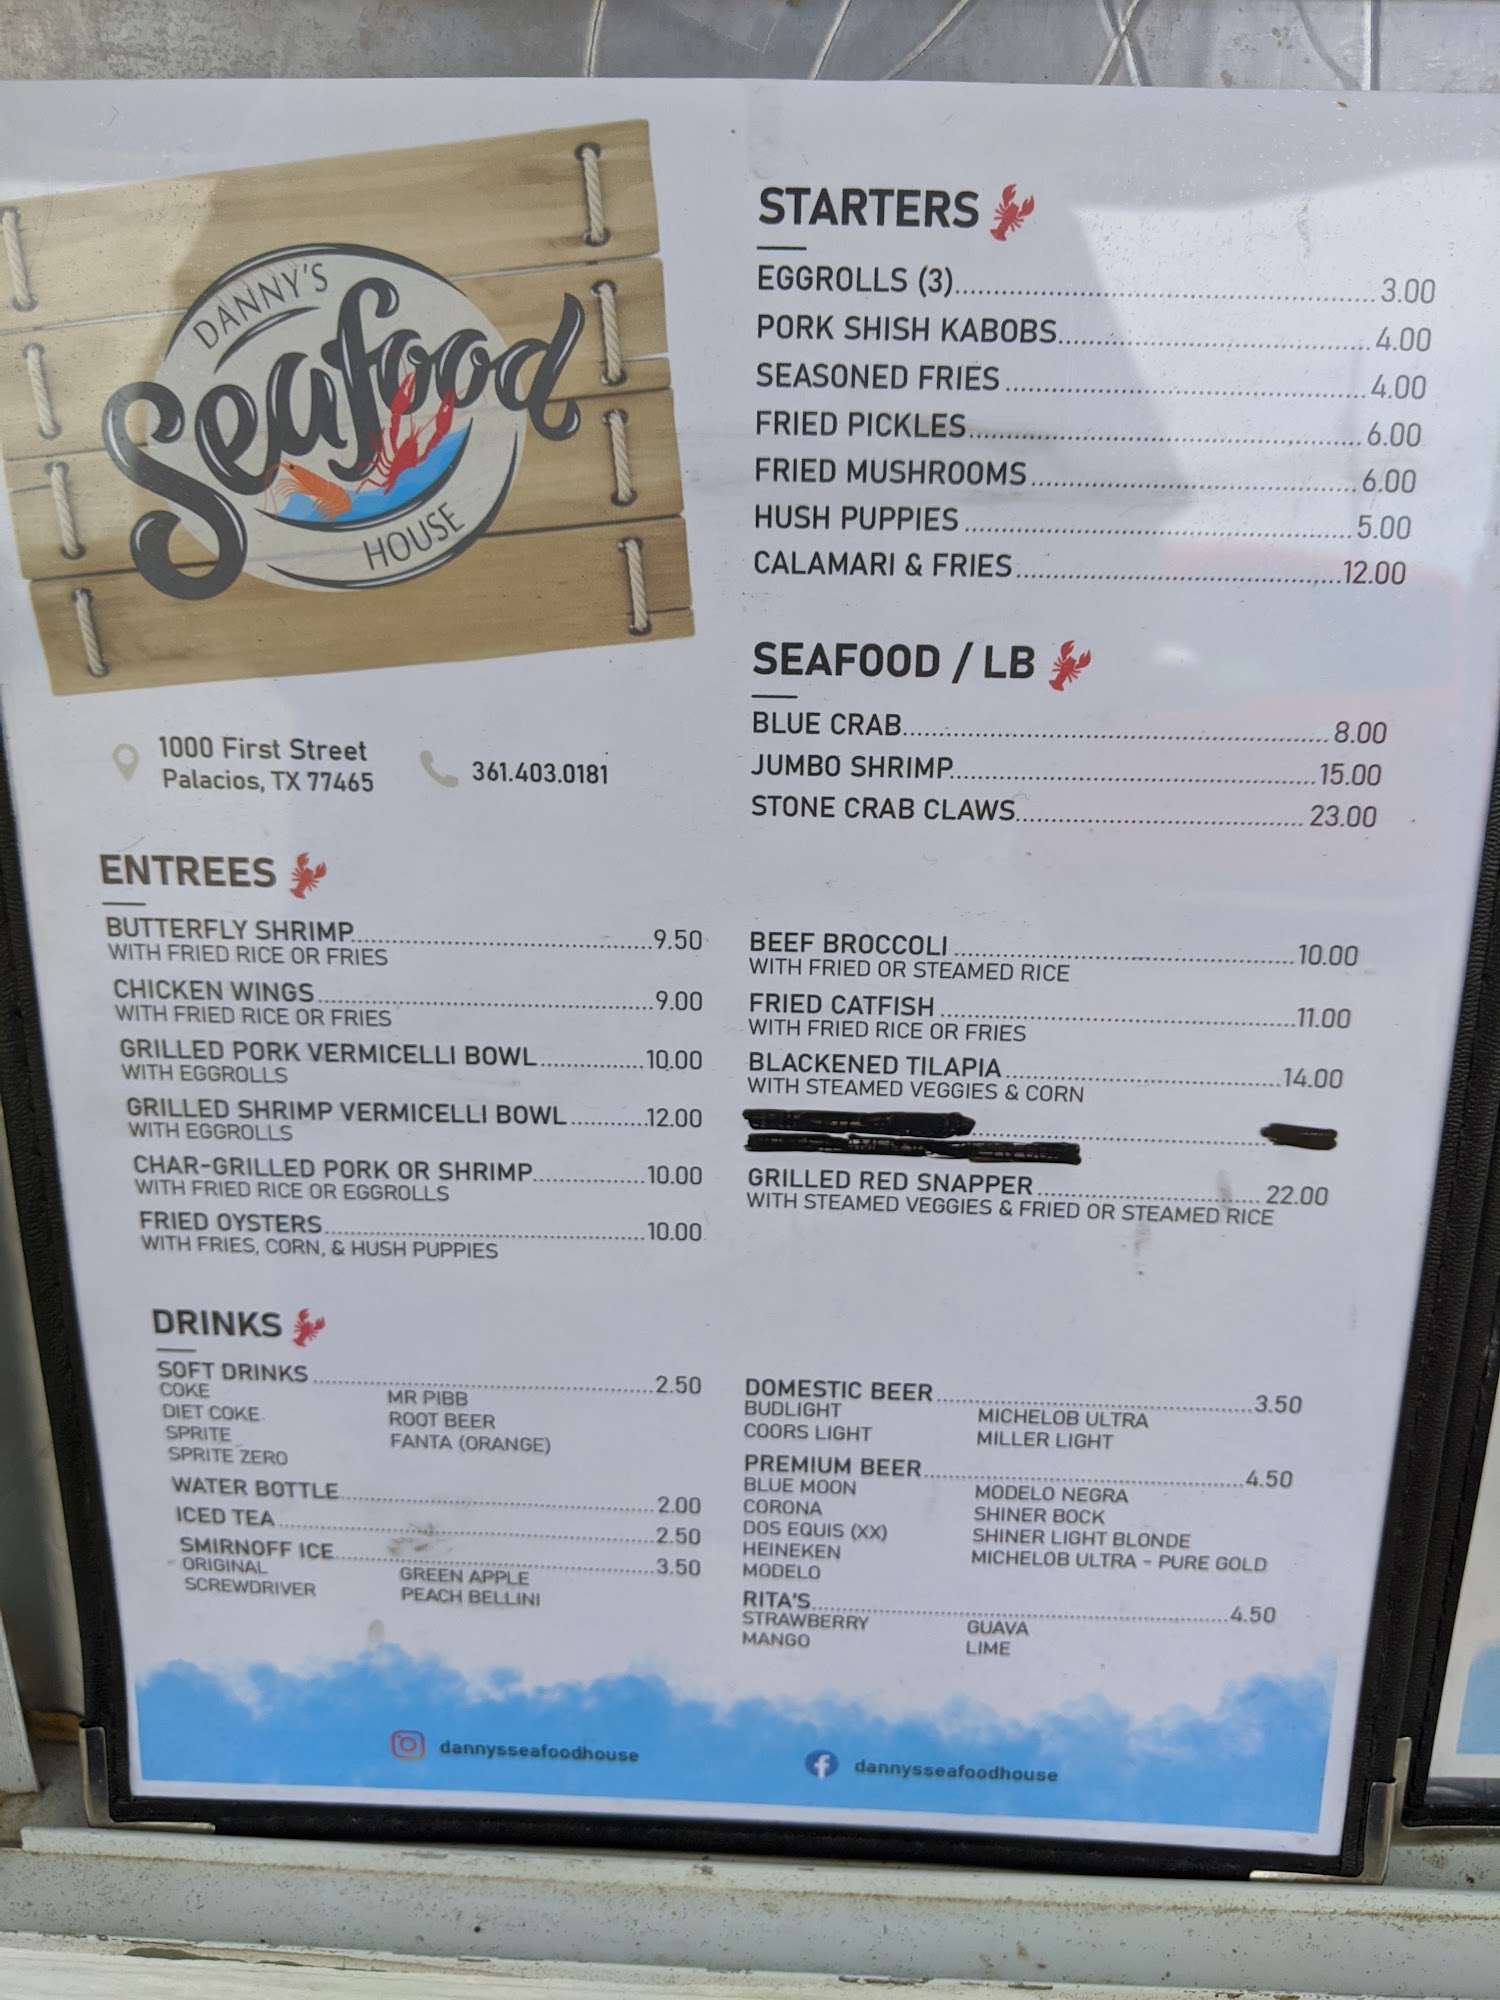 DANNY'S
Seafood
HOUSE
1000 First Street
Palacios, TX 77465
361.403.0181
STARTERS
EGGROLLS (3) 3.00
PORK SHISH KABOBS 4.00
SEASONED FRIES 4.00
FRIED PICKLES 6.00
FRIED MUSHROOMS 6.00
HUSH PUPPIES 5.00
CALAMARI & FRIES 12.00
SEAFOOD / LB
BLUE CRAB 8.00
JUMBO SHRIMP 15.00
STONE CRAB CLAWS 23.00
ENTREES
BUTTERFLY SHRIMP 9.50
WITH FRIED RICE OR FRIES
CHICKEN WINGS 9.00
WITH FRIED RICE OR FRIES
GRILLED PORK VERMICELLI BOWL 10.00
WITH EGGROLLS
GRILLED SHRIMP VERMICELLI BOWL 12.00
WITH EGGROLLS
CHAR-GRILLED PORK OR SHRIMP 10.00
WITH FRIED RICE OR EGGROLLS
FRIED OYSTERS 10.00
WITH FRIES, CORN, & HUSH PUPPIES
BEEF BROCCOLI 10.00
WITH FRIED OR STEAMED RICE
FRIED CATFISH 11.00
WITH FRIED RICE OR FRIES
BLACKENED TILAPIA 14.00
WITH STEAMED VEGGIES & CORN
GRILLED RED SNAPPER 22.00
WITH STEAMED VEGGIES & FRIED OR STEAMED RICE
DRINKS
SOFT DRINKS 2.50
COKE MR PIBB
DIET COKE ROOT BEER
SPRITE FANTA (ORANGE)
SPRITE ZERO
WATER BOTTLE 2.00
ICED TEA 2.50
SMIRNOFF ICE 3.50
ORIGINAL GREEN APPLE
SCREWDRIVER PEACH BELLINI
DOMESTIC BEER 3.50
BUDLIGHT MICHELOB ULTRA
COORS LIGHT MILLER LIGHT
PREMIUM BEER 4.50
BLUE MOON MODELO NEGRA
CORONA SHINER BOCK
DOS EQUIS (XX) SHINER LIGHT BLONDE
HEINEKEN MICHELOB ULTRA - PURE GOLD
MODELO
RITA'S 4.50
STRAWBERRY GUAVA
MANGO LIME
dannysseafoodhouse
dannysseafoodhouse